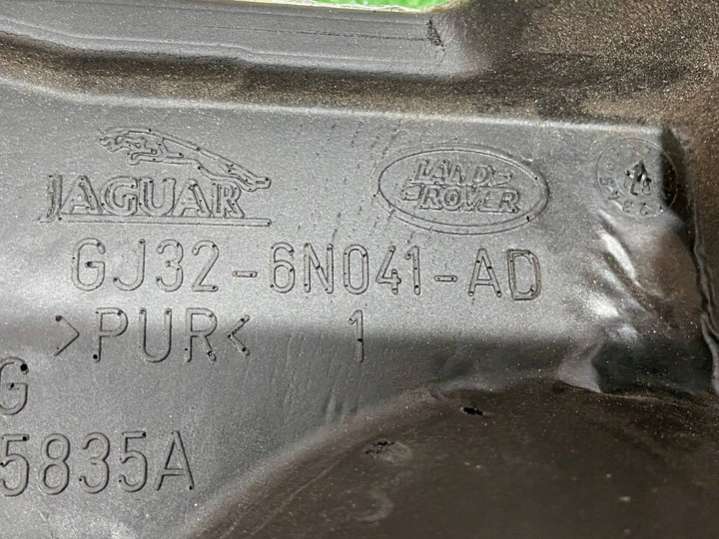 JAGUAR
LAND-
ROVER
GJ32-6N041-AD
>PUR< 1
G
5835A